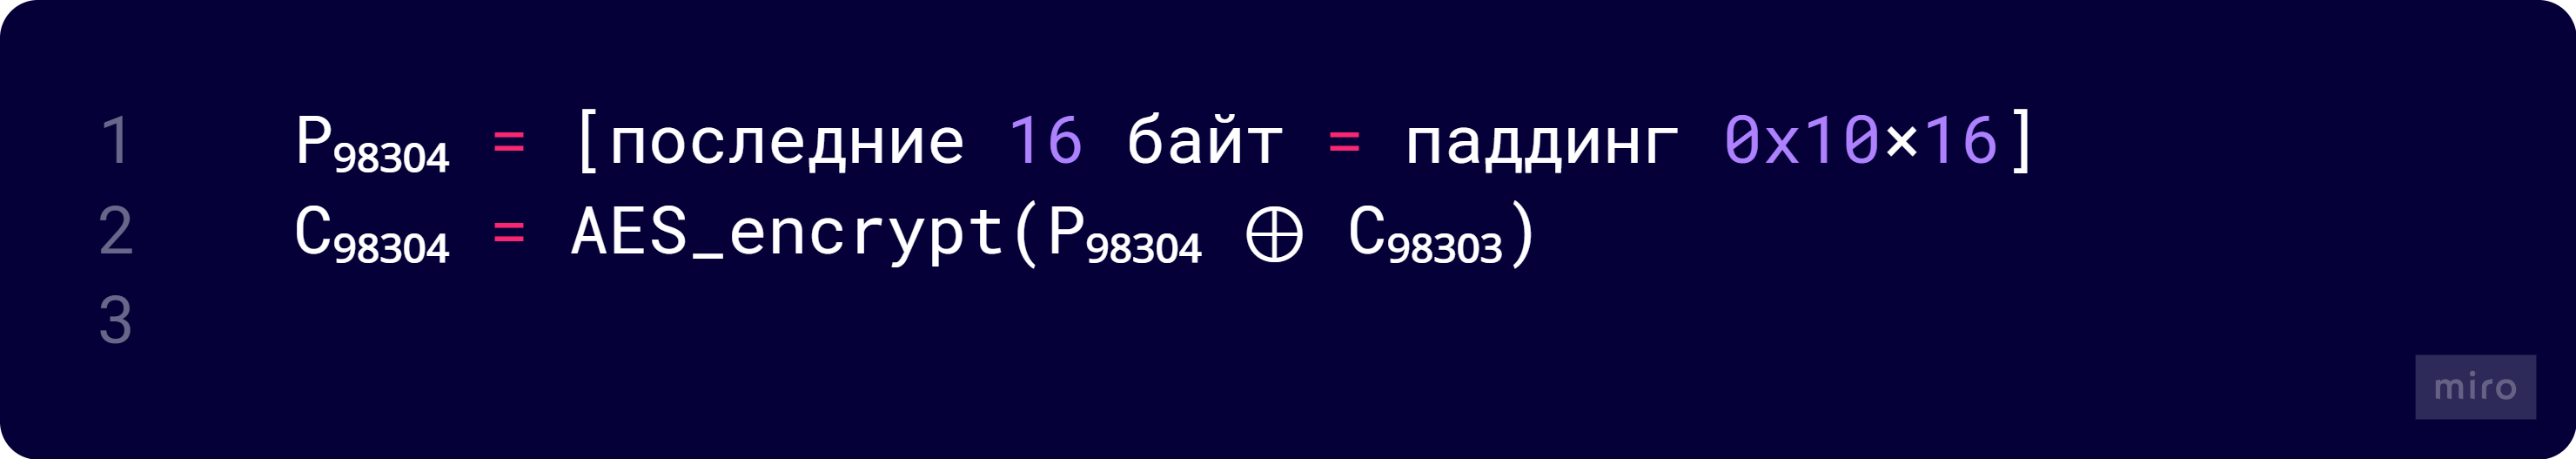 1 P₉₈₃₀₄ = [последние 16 байт = паддинг 0x10×16]
2 C₉₈₃₀₄ = AES_encrypt(P₉₈₃₀₄ ⊕ C₉₈₃₀₃)
3
miro